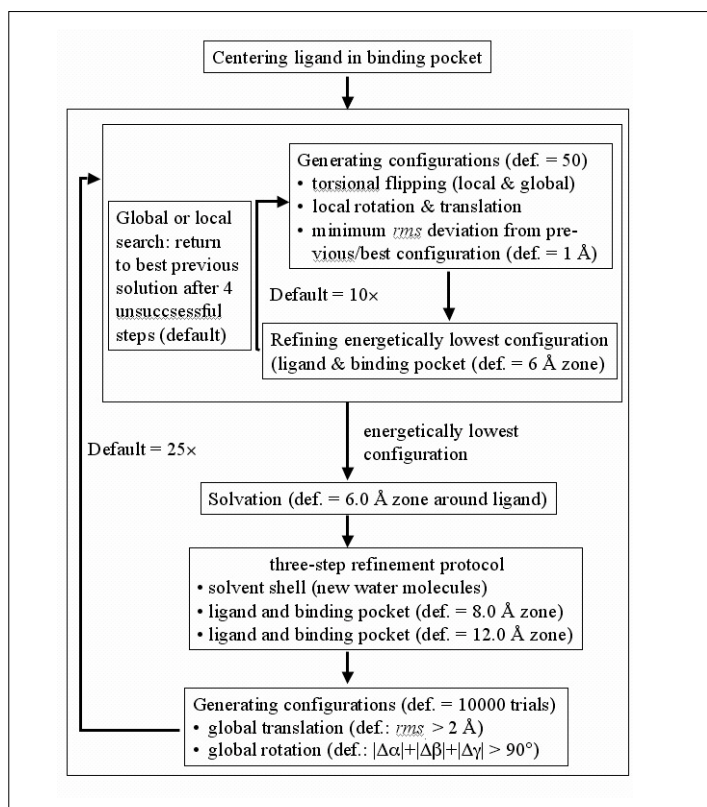 Centering ligand in binding pocket
Generating configurations (def. = 50)
• torsional flipping (local & global)
• local rotation & translation
• minimum rms deviation from pre-
vious/best configuration (def. = 1 Å)
Global or local
search: return
to best previous
solution after 4
unsuccsessful
steps (default)
Default = 10×
Refining energetically lowest configuration
(ligand & binding pocket (def. = 6 Å zone)
energetically lowest
configuration
Default = 25×
Solvation (def. = 6.0 Å zone around ligand)
three-step refinement protocol
• solvent shell (new water molecules)
• ligand and binding pocket (def. = 8.0 Å zone)
• ligand and binding pocket (def. = 12.0 Å zone)
Generating configurations (def. = 10000 trials)
• global translation (def.: rms > 2 Å)
• global rotation (def.: |Δα|+|Δβ|+|Δγ| > 90°)